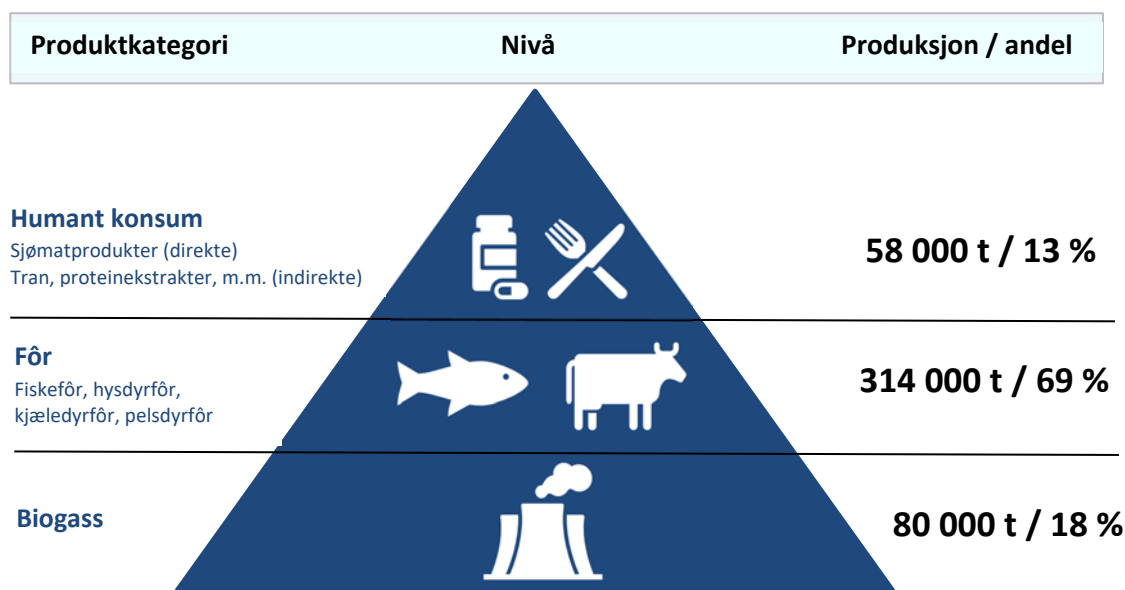 Produktkategori Nivå Produksjon / andel
Humant konsum
Sjømatprodukter (direkte)
Tran, proteinekstrakter, m.m. (indirekte)
58 000 t / 13 %
Fôr
Fiskefôr, hysdyrfôr,
kjæledyrfôr, pelsdyrfôr
314 000 t / 69 %
Biogass
80 000 t / 18 %